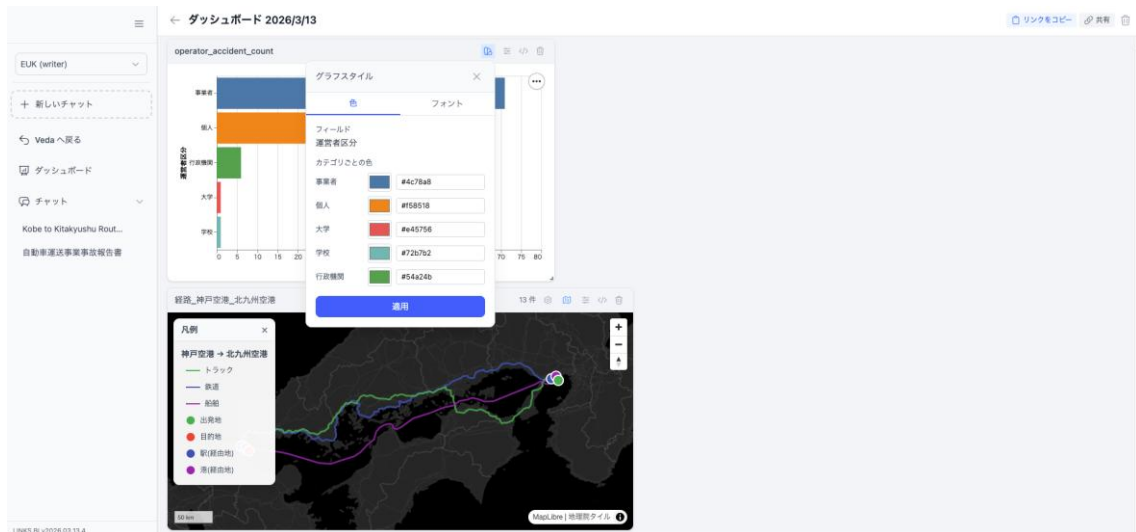 ← ダッシュボード 2026/3/13
リンクをコピー
共有
EUK (writer)
+ 新しいチャット
Veda へ戻る
ダッシュボード
チャット
Kobe to Kitakyushu Rout...
自動車運送事業事故報告書
LINKS BI v2026.03.13.4
operator_accident_count
運営者区分
事業者
個人
行政機関
大学
学校
0 5 10 15 20
70 75 80
グラフスタイル
色
フォント
フィールド
運営者区分
カテゴリごとの色
事業者 #4c78a8
個人 #f58518
大学 #e45756
学校 #72b7b2
行政機関 #54a24b
適用
経路_神戸空港_北九州空港
13 件
凡例
神戸空港 → 北九州空港
トラック
鉄道
船舶
出発地
目的地
駅(経由地)
港(経由地)
50 km
MapLibre | 地理院タイル